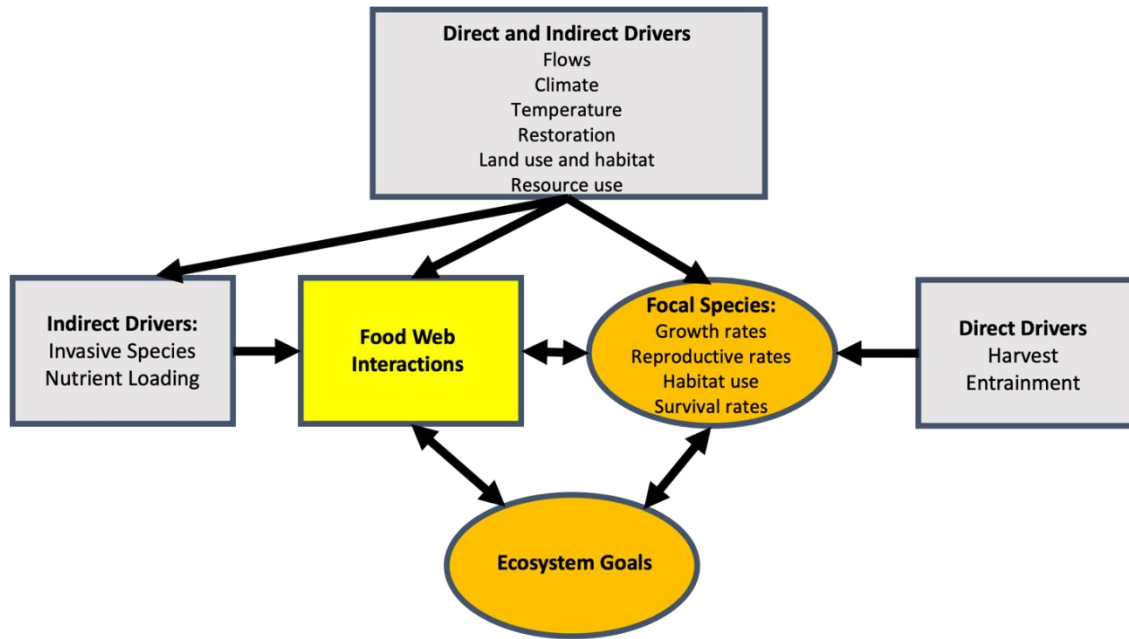 Direct and Indirect Drivers
Flows
Climate
Temperature
Restoration
Land use and habitat
Resource use
Indirect Drivers:
Invasive Species
Nutrient Loading
Food Web
Interactions
Focal Species:
Growth rates
Reproductive rates
Habitat use
Survival rates
Direct Drivers
Harvest
Entrainment
Ecosystem Goals